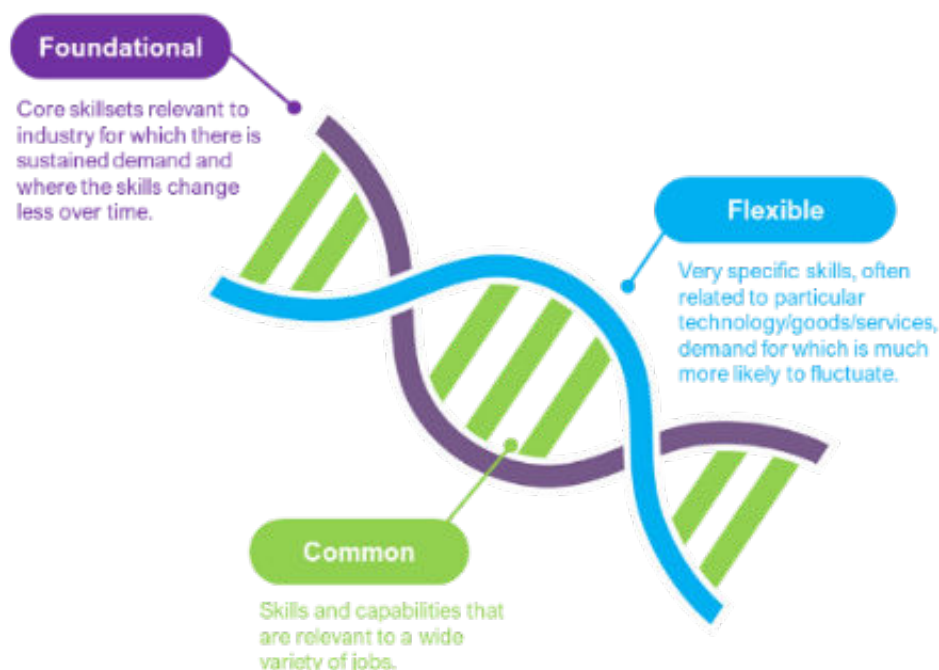 Foundational
Core skillsets relevant to
industry for which there is
sustained demand and
where the skills change
less over time.
Flexible
Very specific skills, often
related to particular
technology/goods/services,
demand for which is much
more likely to fluctuate.
Common
Skills and capabilities that
are relevant to a wide
variety of jobs.